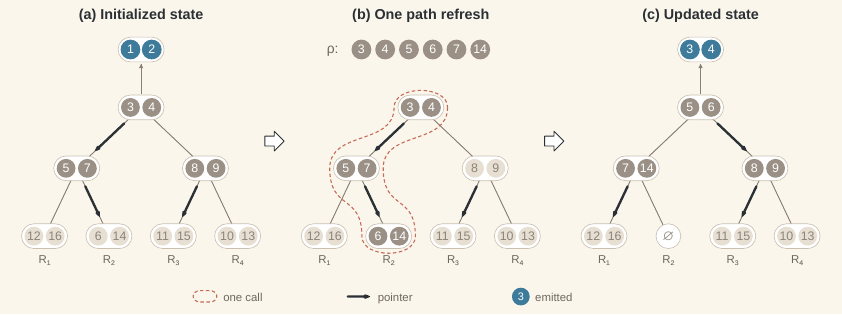 (a) Initialized state
1 2
3 4
5 7 8 9
12 16 6 14 11 15 10 13
R1 R2 R3 R4
(b) One path refresh
ρ: 3 4 5 6 7 14
3 4
5 7 8 9
12 16 6 14 11 15 10 13
R1 R2 R3 R4
(c) Updated state
3 4
5 6
7 14 8 9
12 16 ∅ 11 15 10 13
R1 R2 R3 R4
one call pointer 3 emitted